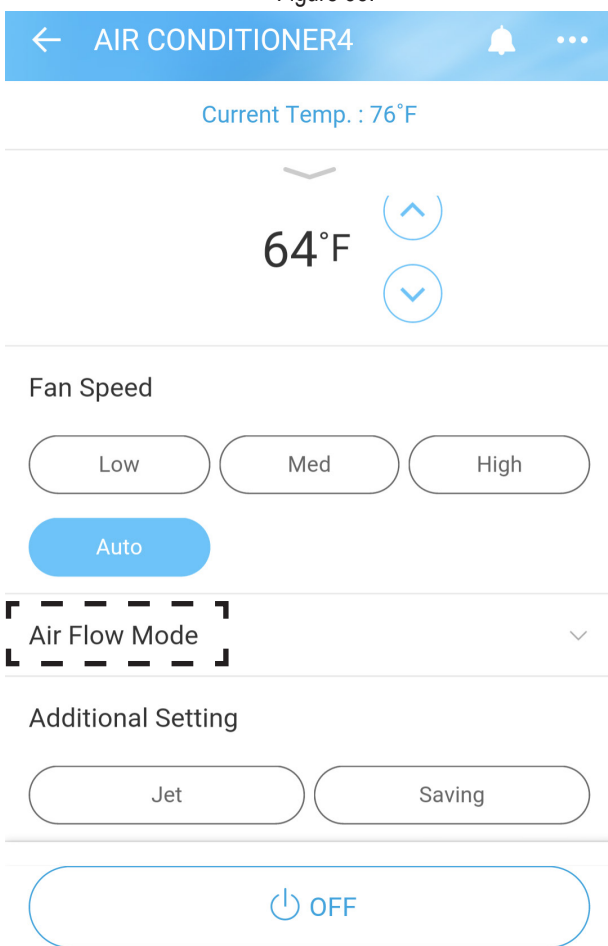 AIR CONDITIONER4
Current Temp. : 76°F
64°F
Fan Speed
Low Med High
Auto
Air Flow Mode
Additional Setting
Jet Saving
OFF